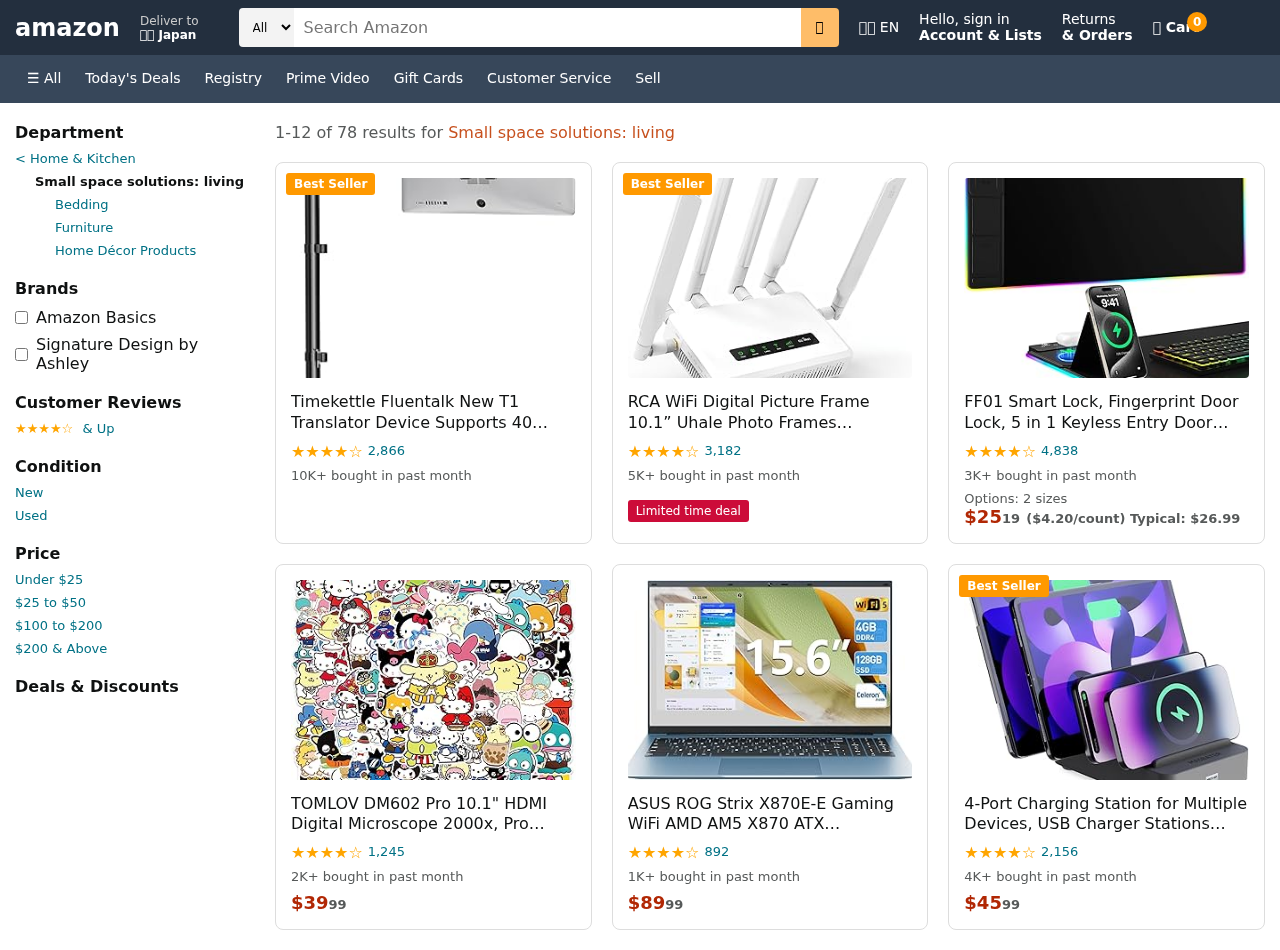 amazon
Deliver to
Japan
All
Search Amazon
EN
Hello, sign in
Account & Lists
Returns
& Orders
0
☰ All
Today's Deals
Registry
Prime Video
Gift Cards
Customer Service
Sell
Department
< Home & Kitchen
Small space solutions: living
Bedding
Furniture
Home Décor Products
Brands
Amazon Basics
Signature Design by
Ashley
Customer Reviews
★★★★☆ & Up
Condition
New
Used
Price
Under $25
$25 to $50
$100 to $200
$200 & Above
Deals & Discounts
1-12 of 78 results for Small space solutions: living
Best Seller
Timekettle Fluentalk New T1
Translator Device Supports 40…
★★★★☆ 2,866
10K+ bought in past month
Best Seller
RCA WiFi Digital Picture Frame
10.1” Uhale Photo Frames…
★★★★☆ 3,182
5K+ bought in past month
Limited time deal
9:41
FF01 Smart Lock, Fingerprint Door
Lock, 5 in 1 Keyless Entry Door…
★★★★☆ 4,838
3K+ bought in past month
Options: 2 sizes
$25 19 ($4.20/count) Typical: $26.99
TOMLOV DM602 Pro 10.1" HDMI
Digital Microscope 2000x, Pro…
★★★★☆ 1,245
2K+ bought in past month
$39 99
WiFi 5
4GB
DDR4
128GB
SSD
Celeron
15.6”
ASUS ROG Strix X870E-E Gaming
WiFi AMD AM5 X870 ATX…
★★★★☆ 892
1K+ bought in past month
$89 99
Best Seller
4-Port Charging Station for Multiple
Devices, USB Charger Stations…
★★★★☆ 2,156
4K+ bought in past month
$45 99